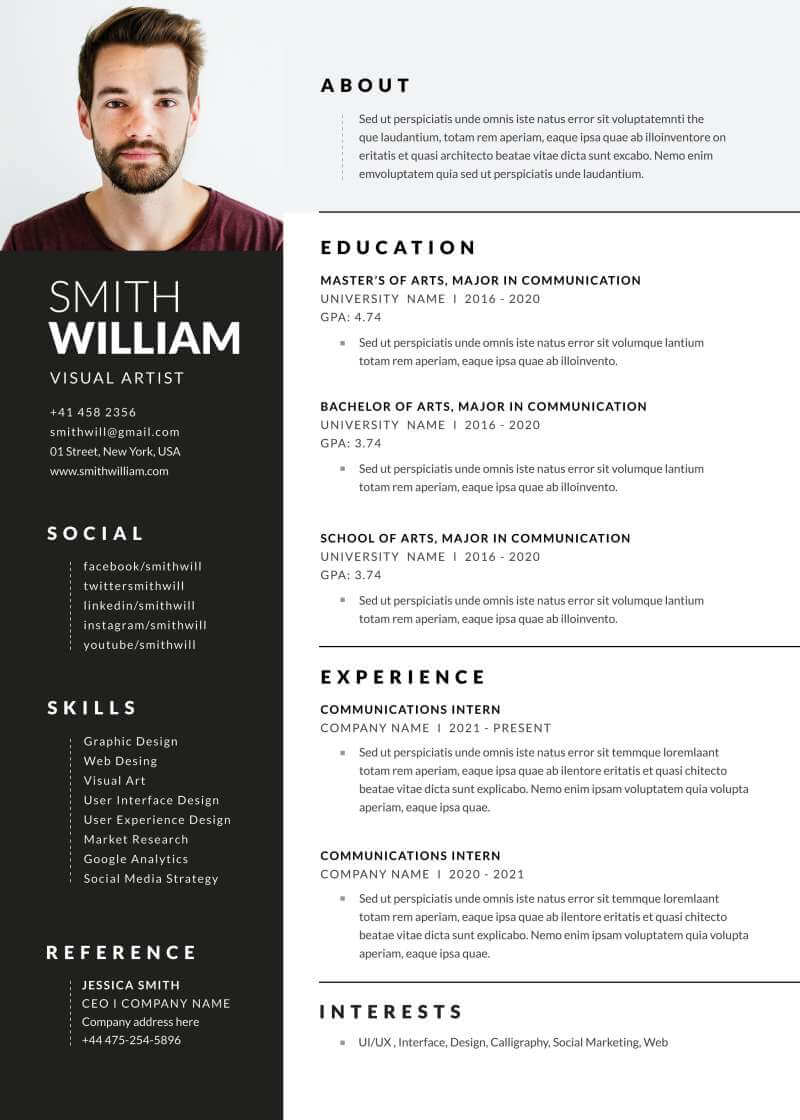 SMITH
WILLIAM
VISUAL ARTIST
+41 458 2356
smithwill@gmail.com
01 Street, New York, USA
www.smithwilliam.com
SOCIAL
facebook/smithwill
twittersmithwill
linkedin/smithwill
instagram/smithwill
youtube/smithwill
SKILLS
Graphic Design
Web Desing
Visual Art
User Interface Design
User Experience Design
Market Research
Google Analytics
Social Media Strategy
REFERENCE
JESSICA SMITH
CEO I COMPANY NAME
Company address here
+44 475-254-5896
ABOUT
Sed ut perspiciatis unde omnis iste natus error sit voluptatemnti the
que laudantium, totam rem aperiam, eaque ipsa quae ab illoinventore on
eritatis et quasi architecto beatae vitae dicta sunt excabo. Nemo enim
emvoluptatem quia sed ut perspiciatis unde laudantium.
EDUCATION
MASTER'S OF ARTS, MAJOR IN COMMUNICATION
UNIVERSITY NAME I 2016 - 2020
GPA: 4.74
Sed ut perspiciatis unde omnis iste natus error sit volumque lantium
totam rem aperiam, eaque ipsa quae ab illoinvento.
BACHELOR OF ARTS, MAJOR IN COMMUNICATION
UNIVERSITY NAME I 2016 - 2020
GPA: 3.74
Sed ut perspiciatis unde omnis iste natus error sit volumque lantium
totam rem aperiam, eaque ipsa quae ab illoinvento.
SCHOOL OF ARTS, MAJOR IN COMMUNICATION
UNIVERSITY NAME I 2016 - 2020
GPA: 3.74
Sed ut perspiciatis unde omnis iste natus error sit volumque lantium
totam rem aperiam, eaque ipsa quae ab illoinvento.
EXPERIENCE
COMMUNICATIONS INTERN
COMPANY NAME I 2021 - PRESENT
Sed ut perspiciatis unde omnis iste natus error sit temmque loremlaant
totam rem aperiam, eaque ipsa quae ab ilentore eritatis et quasi chitecto
beatae vitae dicta sunt explicabo. Nemo enim ipsam voluptatem quia volupta
aperiam, eaque ipsa quae.
COMMUNICATIONS INTERN
COMPANY NAME I 2020 - 2021
Sed ut perspiciatis unde omnis iste natus error sit temmque loremlaant
totam rem aperiam, eaque ipsa quae ab ilentore eritatis et quasi chitecto
beatae vitae dicta sunt explicabo. Nemo enim ipsam voluptatem quia volupta
aperiam, eaque ipsa quae.
INTERESTS
UI/UX , Interface, Design, Calligraphy, Social Marketing, Web